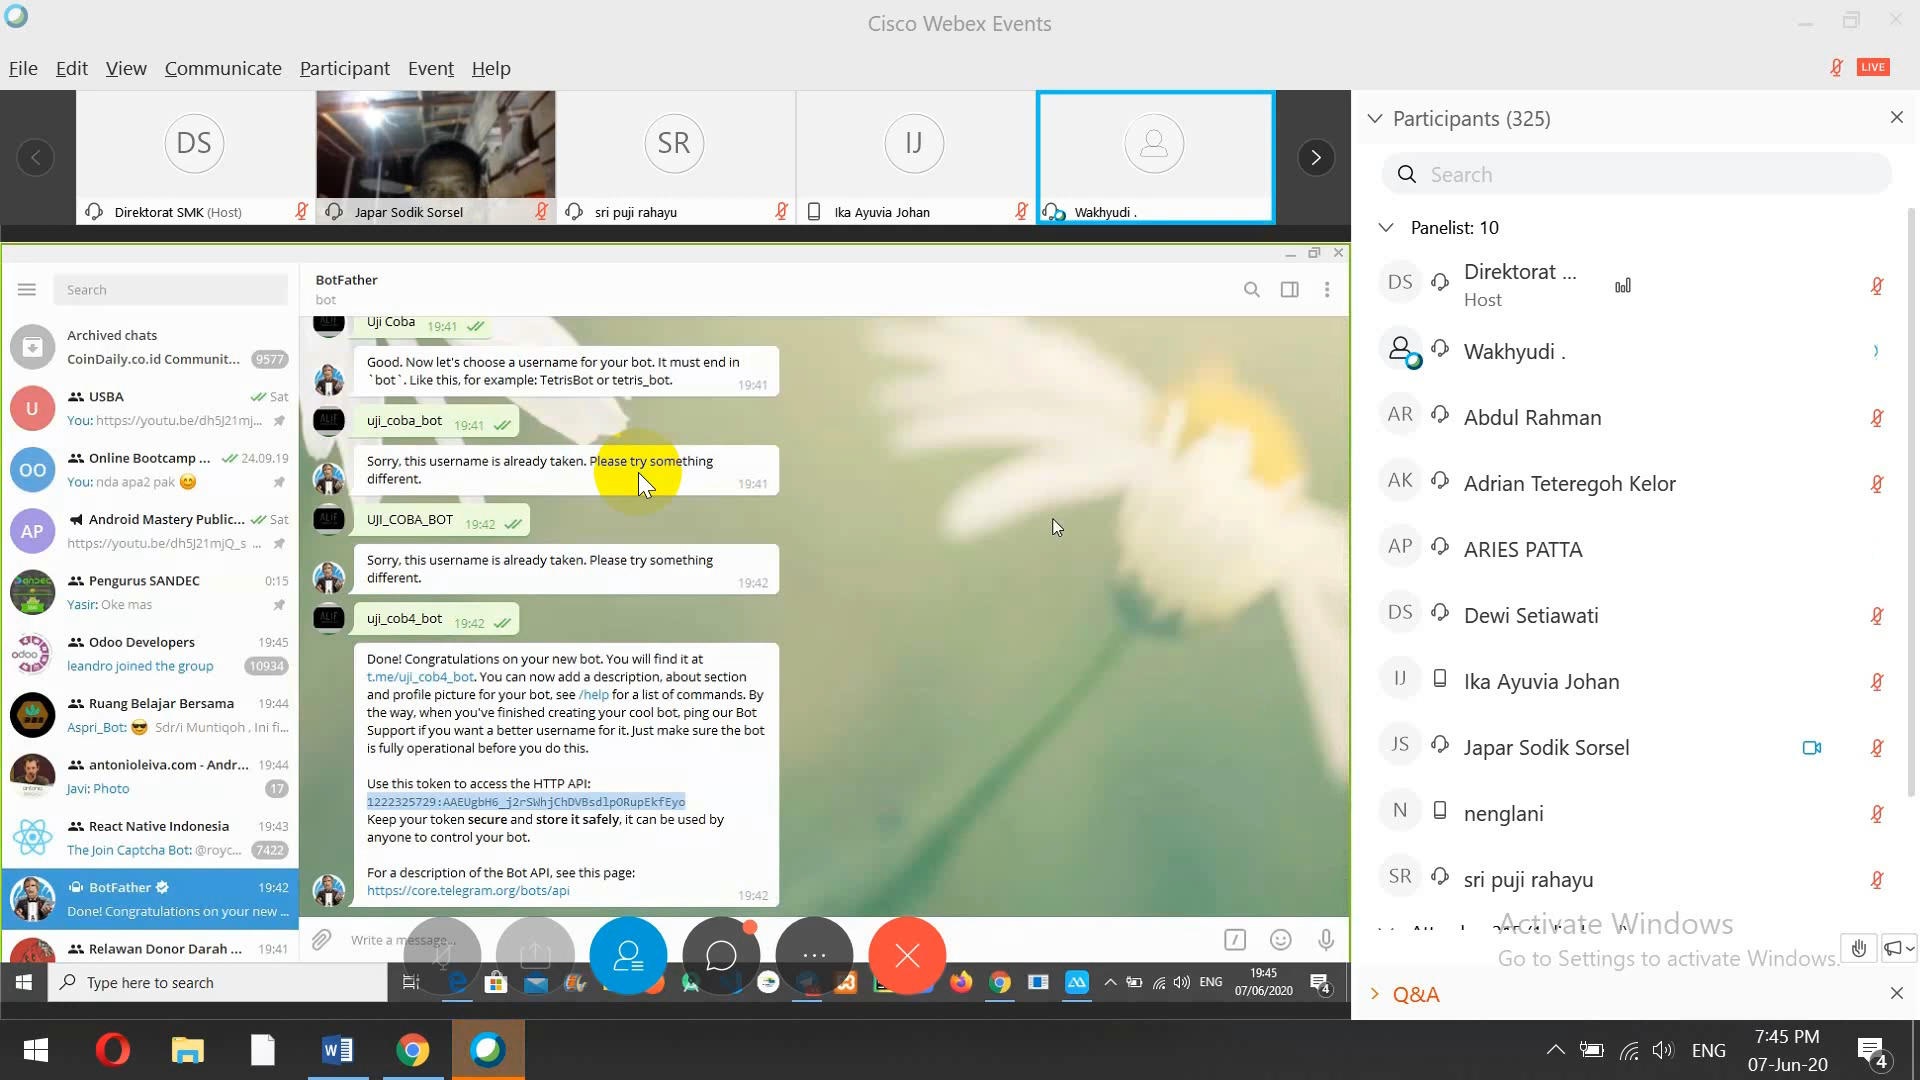 Cisco Webex Events
File Edit View Communicate Participant Event Help
LIVE
DS
SR
IJ
Direktorat SMK (Host)
Japar Sodik Sorsel
sri puji rahayu
Ika Ayuvia Johan
Wakhyudi .
Search
BotFather
bot
Archived chats
CoinDaily.co.id Communit... 9577
U
USBA Sat
You: https://youtu.be/dh5J21mj...
OO
Online Bootcamp ... 24.09.19
You: nda apa2 pak
AP
Android Mastery Public... Sat
https://youtu.be/dh5J21mjQ_s ...
Pengurus SANDEC 0:15
Yasir: Oke mas
odoo
Odoo Developers 19:45
leandro joined the group 10934
Ruang Belajar Bersama 19:44
Aspri_Bot: Sdr/i Muntiqoh , Ini fi...
antonioleiva.com - Andr... 19:44
Javi: Photo 17
React Native Indonesia 19:43
The Join Captcha Bot: @royc... 7422
BotFather 19:42
Done! Congratulations on your new ...
Relawan Donor Darah ... 19:41
Uji Coba 19:41
Good. Now let's choose a username for your bot. It must end in
`bot`. Like this, for example: TetrisBot or tetris_bot.
19:41
uji_coba_bot 19:41
Sorry, this username is already taken. Please try something
different.
19:41
UJI_COBA_BOT 19:42
Sorry, this username is already taken. Please try something
different.
19:42
uji_cob4_bot 19:42
Done! Congratulations on your new bot. You will find it at
t.me/uji_cob4_bot. You can now add a description, about section
and profile picture for your bot, see /help for a list of commands. By
the way, when you've finished creating your cool bot, ping our Bot
Support if you want a better username for it. Just make sure the bot
is fully operational before you do this.
Use this token to access the HTTP API:
1222325729:AAEUgbH6_j2rSWhjChDVBsdlpORupEkfEyo
Keep your token secure and store it safely, it can be used by
anyone to control your bot.
For a description of the Bot API, see this page:
https://core.telegram.org/bots/api
19:42
Write a message...
Type here to search
ENG
19:45
07/06/2020
4
Participants (325)
Search
Panelist: 10
DS Direktorat ...
Host
Wakhyudi .
AR Abdul Rahman
AK Adrian Teteregoh Kelor
AP ARIES PATTA
DS Dewi Setiawati
IJ Ika Ayuvia Johan
JS Japar Sodik Sorsel
N nenglani
SR sri puji rahayu
Activate Windows
Go to Settings to activate Windows.
Q&A
ENG
7:45 PM
07-Jun-20
4